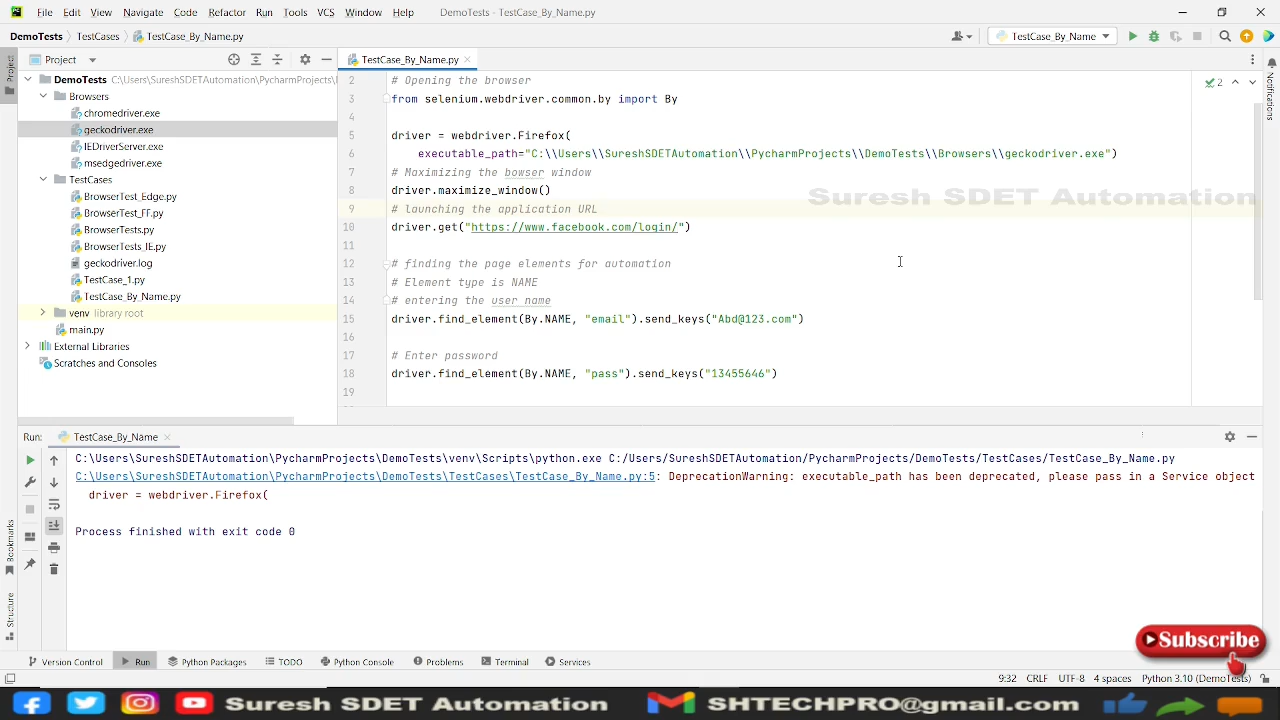 File Edit View Navigate Code Refactor Run Tools VCS Window Help DemoTests - TestCase_By_Name.py
DemoTests TestCases TestCase_By_Name.py TestCase_By_Name
Project TestCase_By_Name.py
Project
Notifications
DemoTests C:\Users\SureshSDETAutomation\PycharmProjects\D
Browsers
chromedriver.exe
geckodriver.exe
IEDriverServer.exe
msedgedriver.exe
TestCases
BrowserTest_Edge.py
BrowserTest_FF.py
BrowserTests.py
BrowserTests_IE.py
geckodriver.log
TestCase_1.py
TestCase_By_Name.py
venv library root
main.py
External Libraries
Scratches and Consoles
2 # Opening the browser
3 from selenium.webdriver.common.by import By
4
5 driver = webdriver.Firefox(
6 executable_path="C:\\Users\\SureshSDETAutomation\\PycharmProjects\\DemoTests\\Browsers\\geckodriver.exe")
7 # Maximizing the bowser window
8 driver.maximize_window()
9 # launching the application URL
10 driver.get("https://www.facebook.com/login/")
11
12 # finding the page elements for automation
13 # Element type is NAME
14 # entering the user name
15 driver.find_element(By.NAME, "email").send_keys("Abd@123.com")
16
17 # Enter password
18 driver.find_element(By.NAME, "pass").send_keys("13455646")
19
2
Suresh SDET Automation
Run: TestCase_By_Name
C:\Users\SureshSDETAutomation\PycharmProjects\DemoTests\venv\Scripts\python.exe C:/Users/SureshSDETAutomation/PycharmProjects/DemoTests/TestCases/TestCase_By_Name.py
C:\Users\SureshSDETAutomation\PycharmProjects\DemoTests\TestCases\TestCase_By_Name.py:5: DeprecationWarning: executable_path has been deprecated, please pass in a Service object
driver = webdriver.Firefox(
Process finished with exit code 0
Bookmarks
Structure
Subscribe
Version Control Run Python Packages TODO Python Console Problems Terminal Services
9:32 CRLF UTF-8 4 spaces Python 3.10 (DemoTests)
Suresh SDET Automation SHTECHPRO@gmail.com